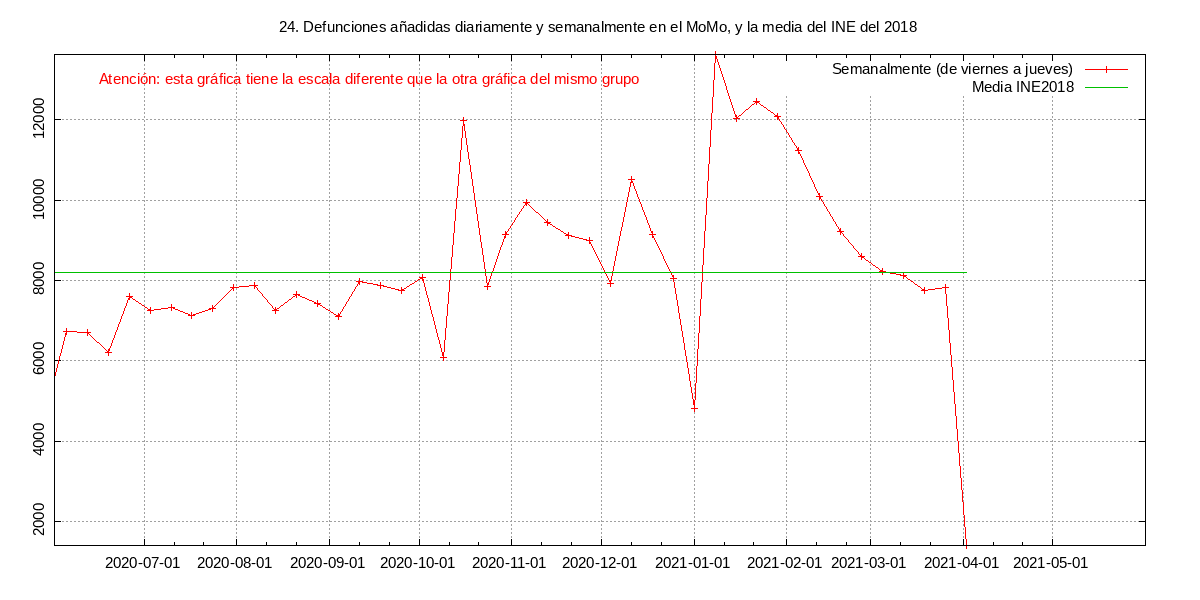 24. Defunciones añadidas diariamente y semanalmente en el MoMo, y la media del INE del 2018
Atención: esta gráfica tiene la escala diferente que la otra gráfica del mismo grupo
Semanalmente (de viernes a jueves)
Media INE2018
12000
10000
8000
6000
4000
2000
2020-07-01 2020-08-01 2020-09-01 2020-10-01 2020-11-01 2020-12-01 2021-01-01 2021-02-01 2021-03-01 2021-04-01 2021-05-01